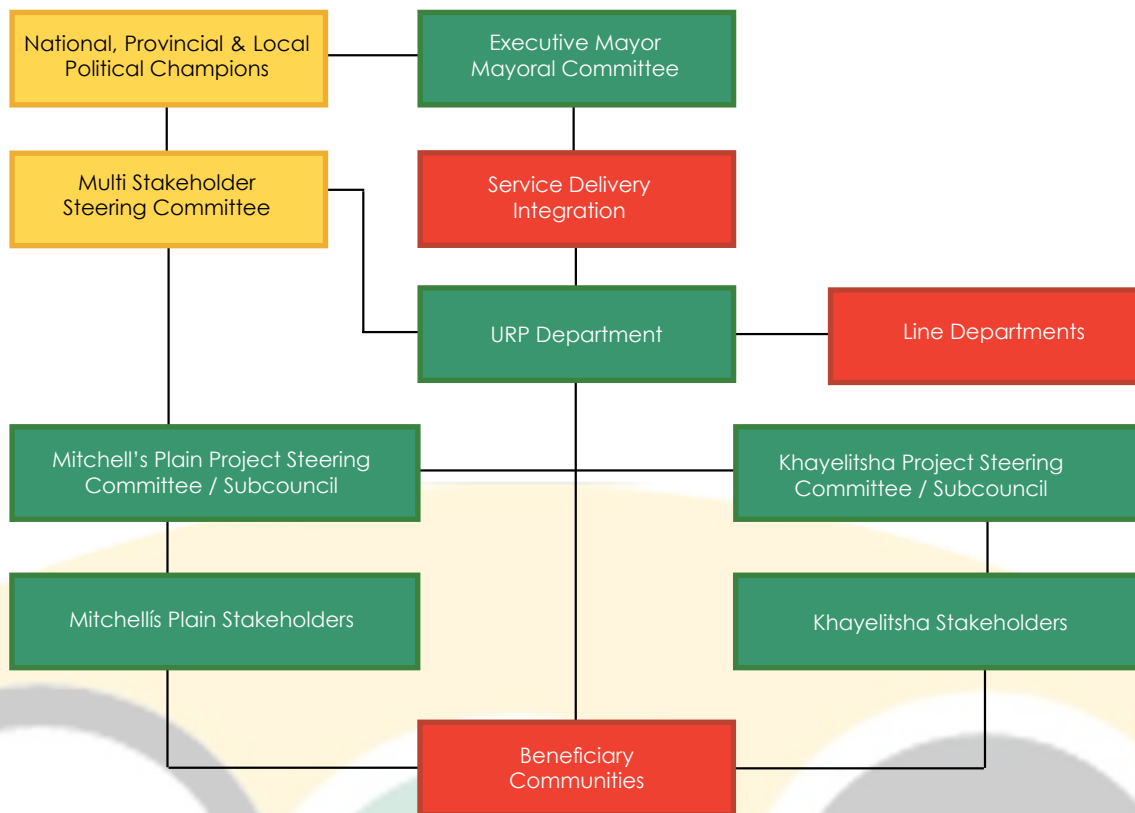 National, Provincial & Local
Political Champions
Executive Mayor
Mayoral Committee
Multi Stakeholder
Steering Committee
Service Delivery
Integration
URP Department
Line Departments
Mitchell’s Plain Project Steering
Committee / Subcouncil
Khayelitsha Project Steering
Committee / Subcouncil
Mitchellís Plain Stakeholders
Khayelitsha Stakeholders
Beneficiary
Communities